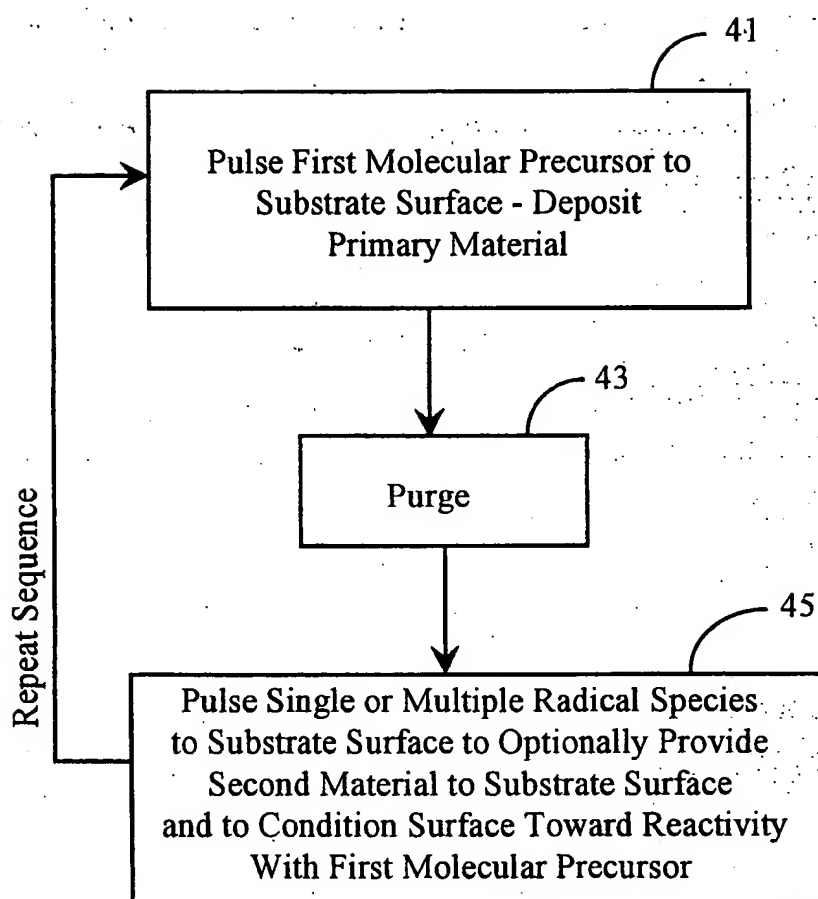 41
Pulse First Molecular Precursor to
Substrate Surface - Deposit
Primary Material
43
Purge
Repeat Sequence
45
Pulse Single or Multiple Radical Species
to Substrate Surface to Optionally Provide
Second Material to Substrate Surface
and to Condition Surface Toward Reactivity
With First Molecular Precursor